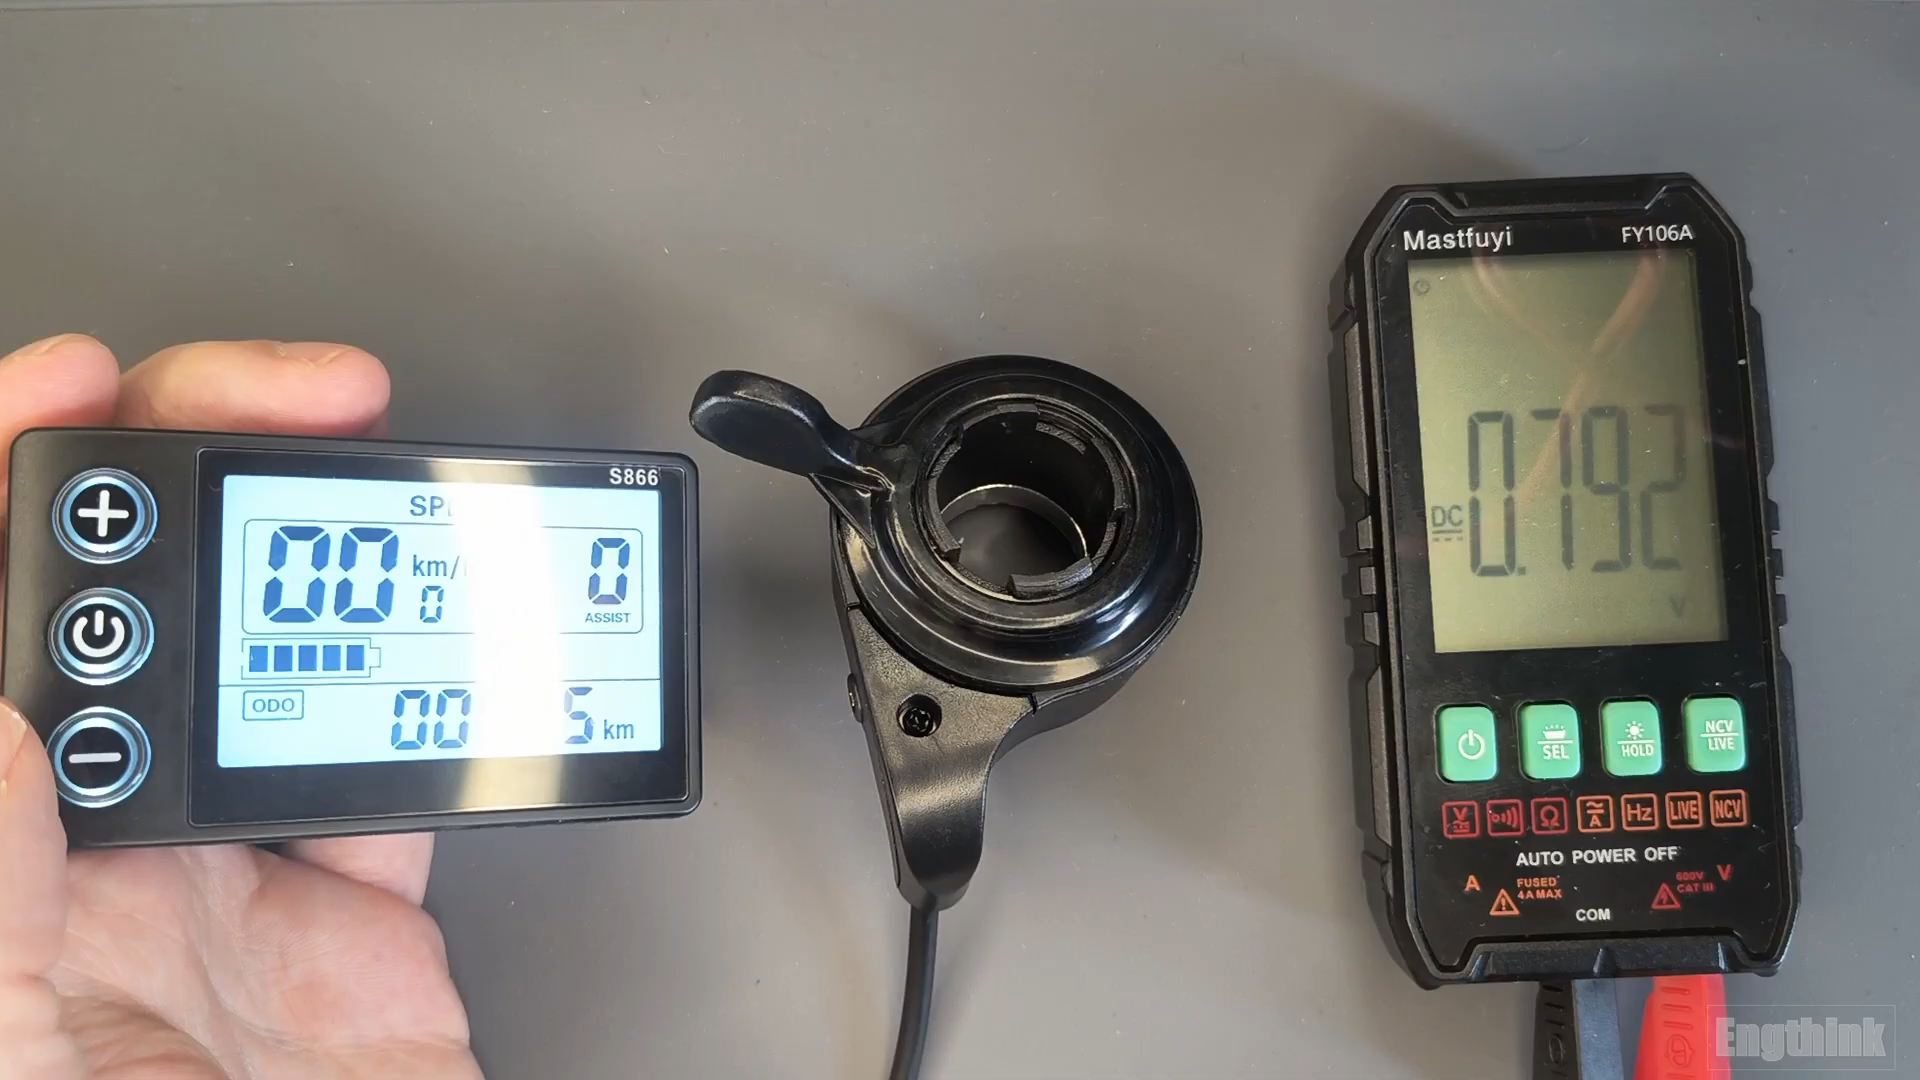 S866
SP
00 km/
0
0
ASSIST
ODO
00 5 km
Mastfuyi FY106A
DC 0.792
V
SEL
HOLD
NCV
LIVE
V Ω A Hz LIVE NCV
AUTO POWER OFF
A FUSED
4A MAX
600V V
CAT III
COM
Engthink